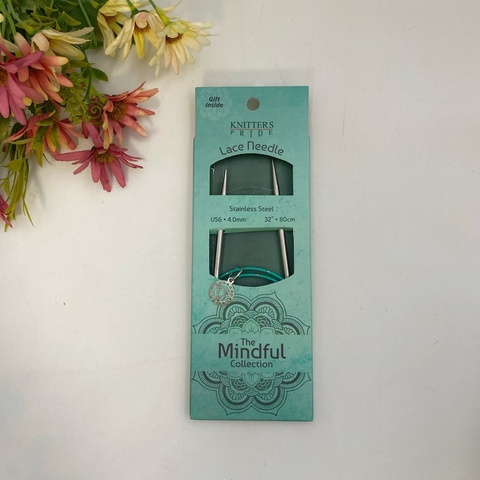 Gift
Inside
KNITTER'S
PRIDE
Lace Needle
Stainless Steel
US6 • 4.0mm 32" • 80cm
The
Mindful
Collection